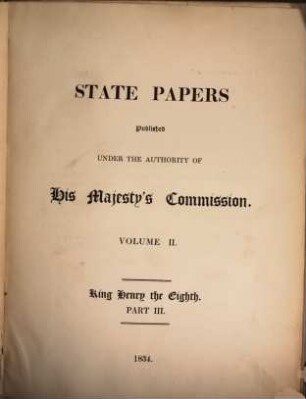 STATE PAPERS
Published
UNDER THE AUTHORITY OF
His Majesty's Commission.
VOLUME II.
King Henry the Eighth.
PART III.
1834.